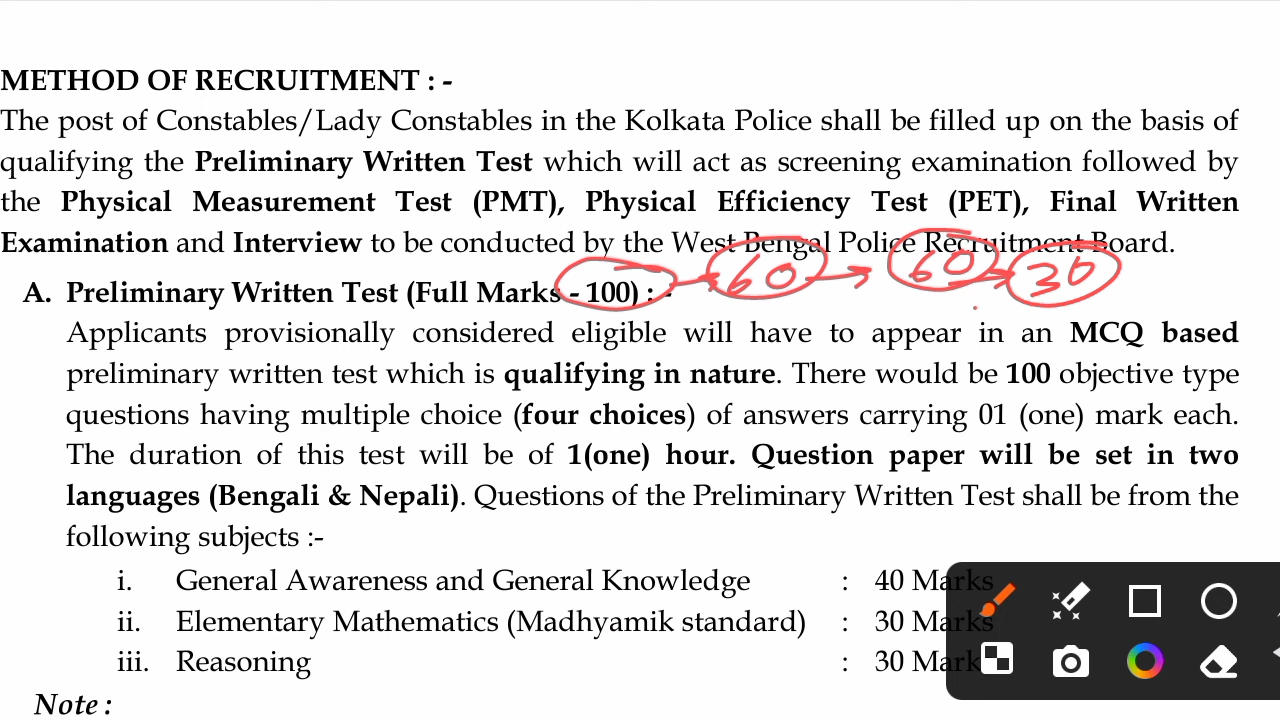 METHOD OF RECRUITMENT : -
The post of Constables/Lady Constables in the Kolkata Police shall be filled up on the basis of
qualifying the Preliminary Written Test which will act as screening examination followed by
the Physical Measurement Test (PMT), Physical Efficiency Test (PET), Final Written
Examination and Interview to be conducted by the West Bengal Police Recruitment Board.
60 60 30
A. Preliminary Written Test (Full Marks - 100) : -
Applicants provisionally considered eligible will have to appear in an MCQ based
preliminary written test which is qualifying in nature. There would be 100 objective type
questions having multiple choice (four choices) of answers carrying 01 (one) mark each.
The duration of this test will be of 1(one) hour. Question paper will be set in two
languages (Bengali & Nepali). Questions of the Preliminary Written Test shall be from the
following subjects :-
i. General Awareness and General Knowledge : 40 Marks
ii. Elementary Mathematics (Madhyamik standard) : 30 Marks
iii. Reasoning : 30 Mark
Note :